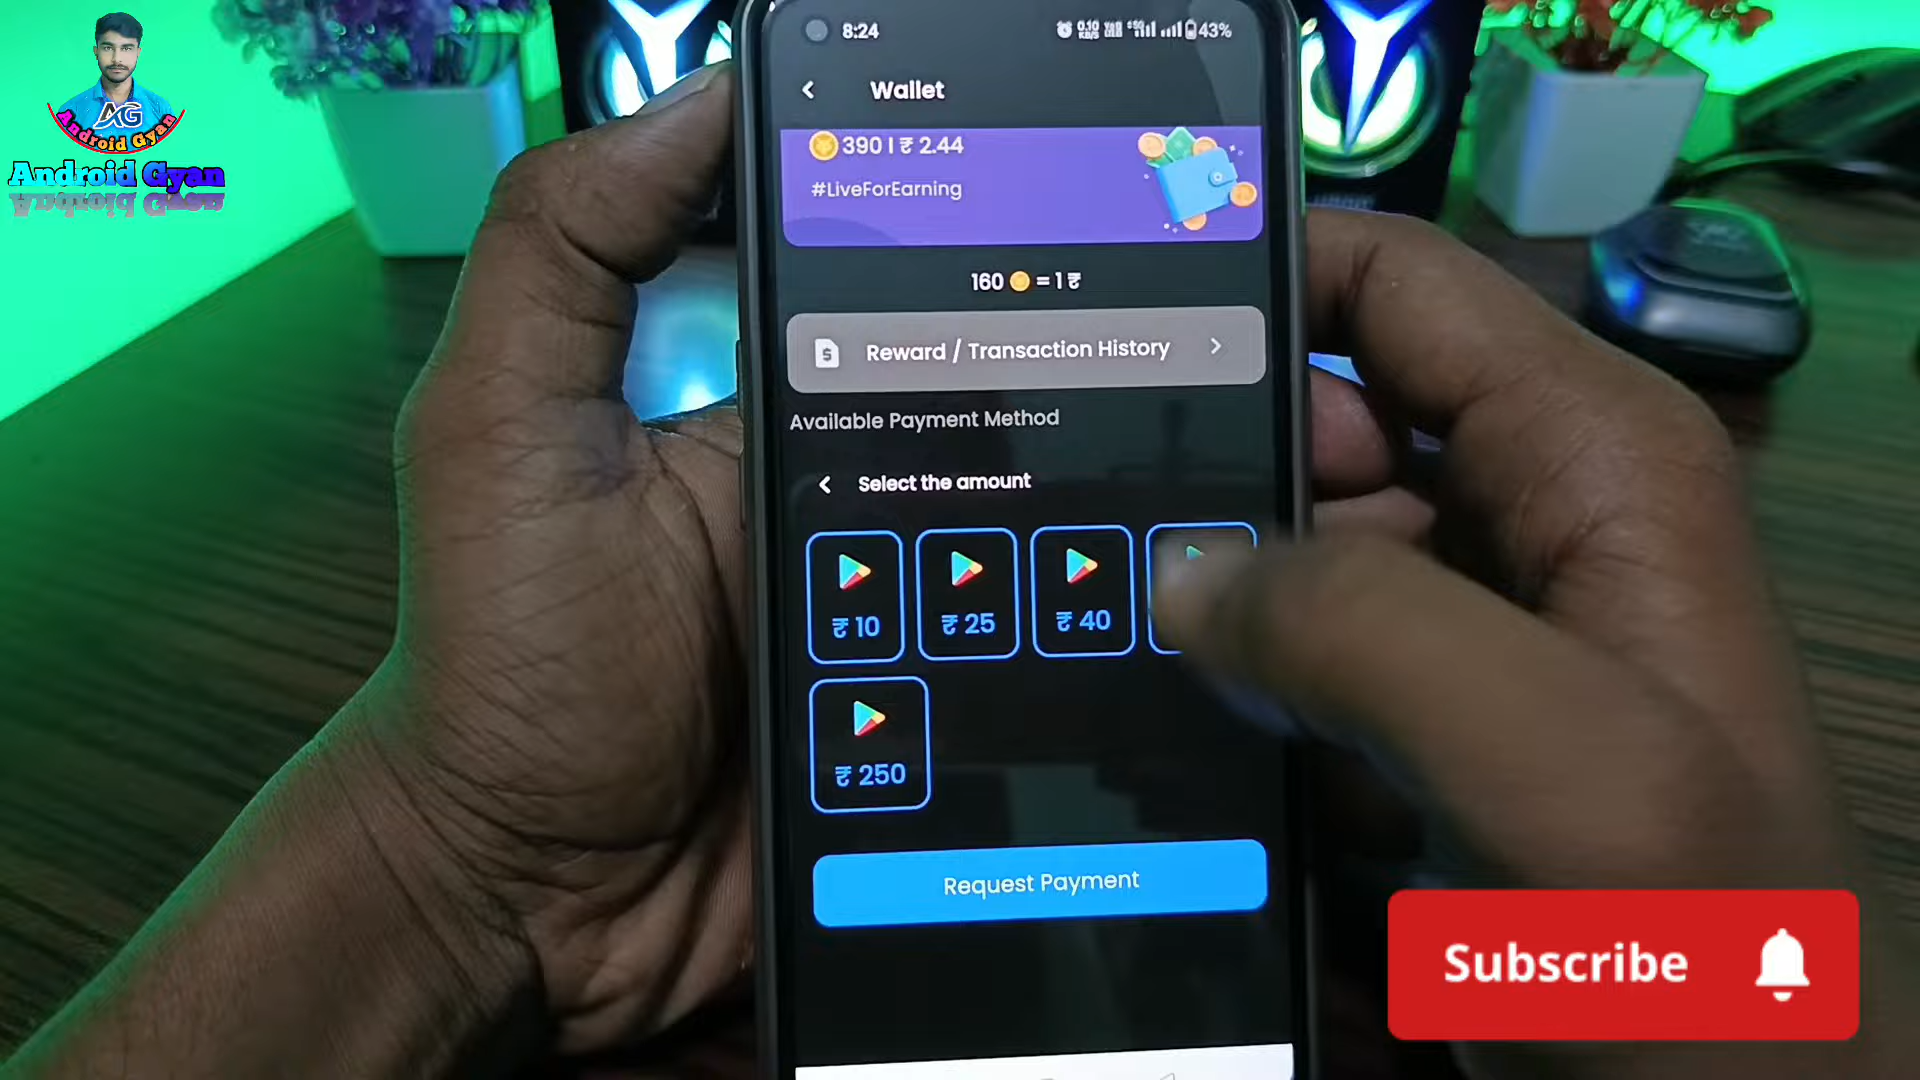 AG
Android Gyan
Android Gyan
8:24
43%
Wallet
390 | ₹ 2.44
#LiveForEarning
160 = 1 ₹
Reward / Transaction History
Available Payment Method
Select the amount
₹ 10
₹ 25
₹ 40
₹ 250
Request Payment
Subscribe